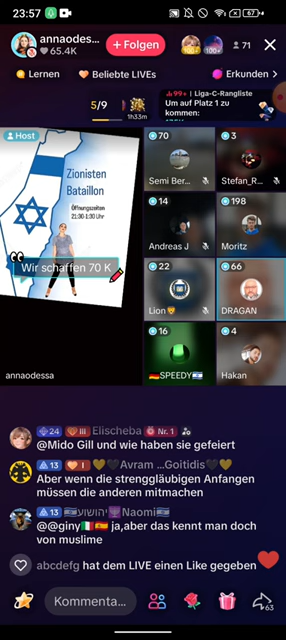 23:57
67
annaodes...
65.4K
+ Folgen
100+
71
Lernen
Beliebte LIVEs
Erkunden >
5/9
1h33m
99+ | Liga-C-Rangliste
Um auf Platz 1 zu
kommen:
Host
Zionisten
Bataillon
Öffnungszeiten
21:30-1:30 Uhr
Wir schaffen 70 K
annaodessa
70
Semi Ber...
3
Stefan_R...
14
Andreas J
198
Moritz
22
Lion🦁
66
DRAGAN
16
🇩🇪SPEEDY🇮🇱
4
Hakan
24 III Elischeba Nr. 1
@Mido Gill und wie haben sie gefeiert
13 I 💛🖤Avram ...Goitidis🖤💛
Aber wenn die strenggläubigen Anfangen
müssen die anderen mitmachen
13 🇮🇱יהושוע🕎Naomi🇮🇱
@@giny🇮🇹🇪🇸 ja,aber das kennt man doch
von muslime
abcdefg hat dem LIVE einen Like gegeben
Kommenta...
63